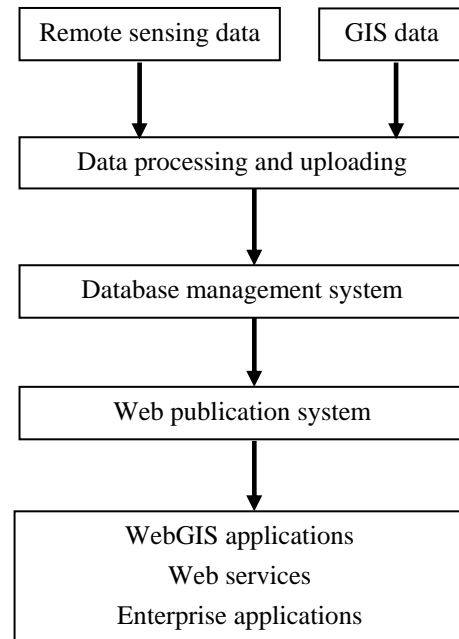 Remote sensing data
GIS data
Data processing and uploading
Database management system
Web publication system
WebGIS applications
Web services
Enterprise applications